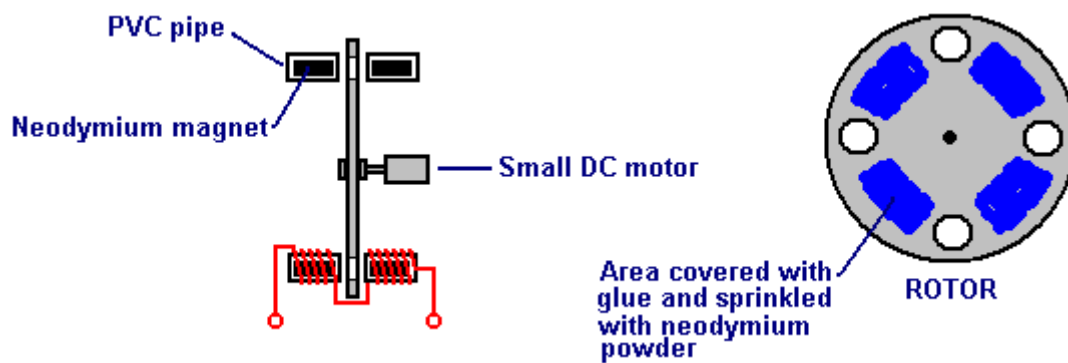 PVC pipe
Neodymium magnet
Small DC motor
Area covered with
glue and sprinkled
with neodymium
powder
ROTOR